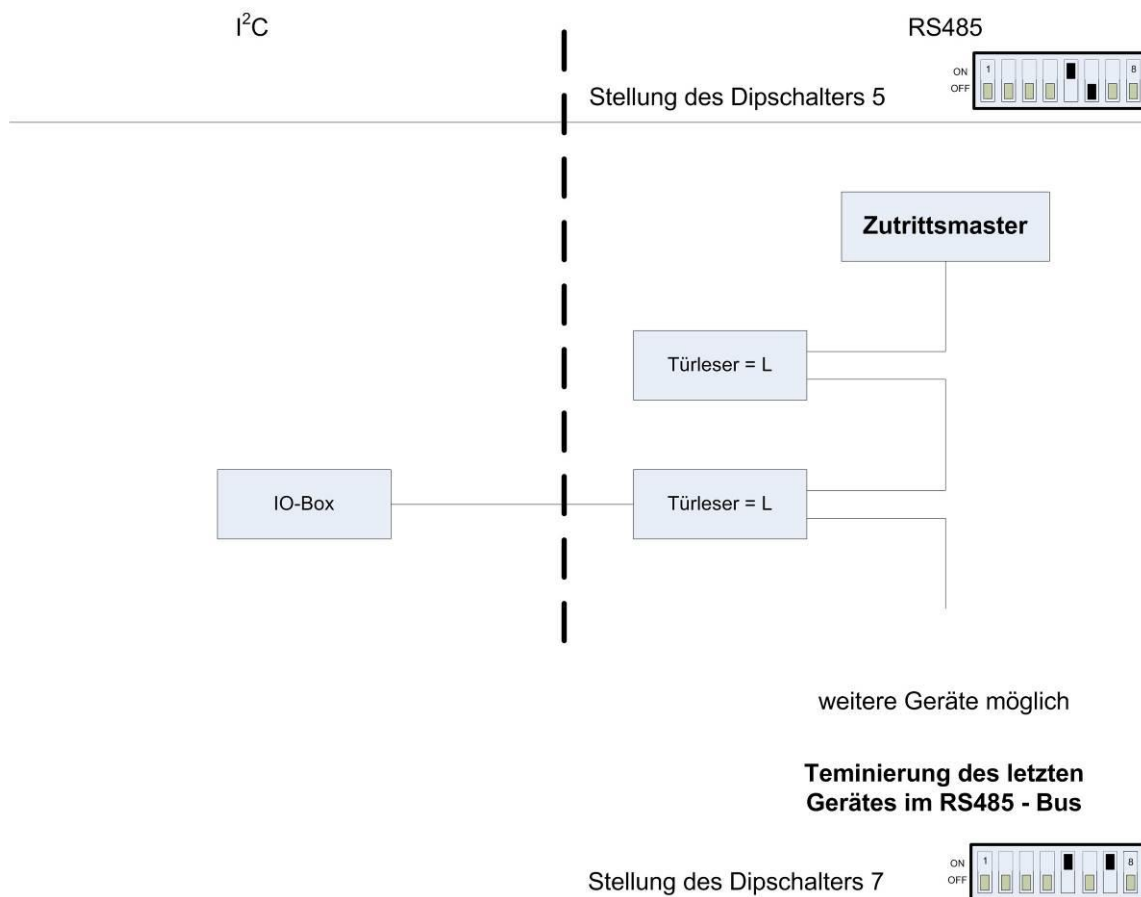 I²C
RS485
ON
OFF
1
8
Stellung des Dipschalters 5
Zutrittsmaster
Türleser = L
IO-Box
Türleser = L
weitere Geräte möglich
Teminierung des letzten
Gerätes im RS485 - Bus
ON
OFF
1
8
Stellung des Dipschalters 7